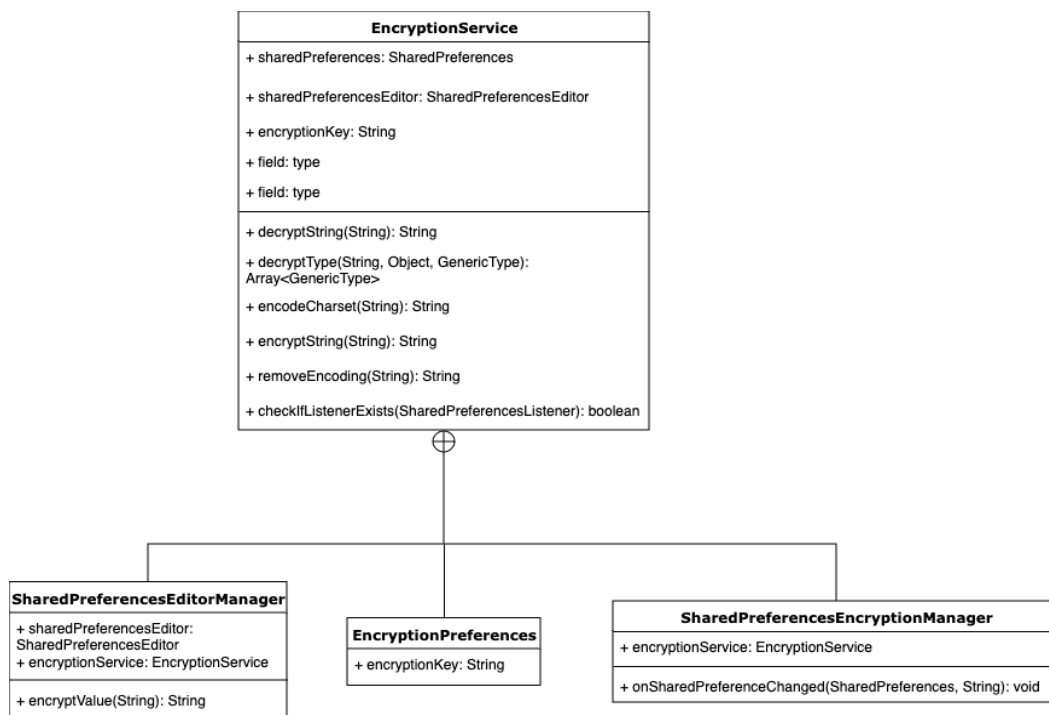 EncryptionService
+ sharedPreferences: SharedPreferences
+ sharedPreferencesEditor: SharedPreferencesEditor
+ encryptionKey: String
+ field: type
+ field: type
+ decryptString(String): String
+ decryptType(String, Object, GenericType):
Array<GenericType>
+ encodeCharset(String): String
+ encryptString(String): String
+ removeEncoding(String): String
+ checkIfListenerExists(SharedPreferencesListener): boolean
SharedPreferencesEditorManager
+ sharedPreferencesEditor:
SharedPreferencesEditor
+ encryptionService: EncryptionService
+ encryptValue(String): String
EncryptionPreferences
+ encryptionKey: String
SharedPreferencesEncryptionManager
+ encryptionService: EncryptionService
+ onSharedPreferenceChanged(SharedPreferences, String): void